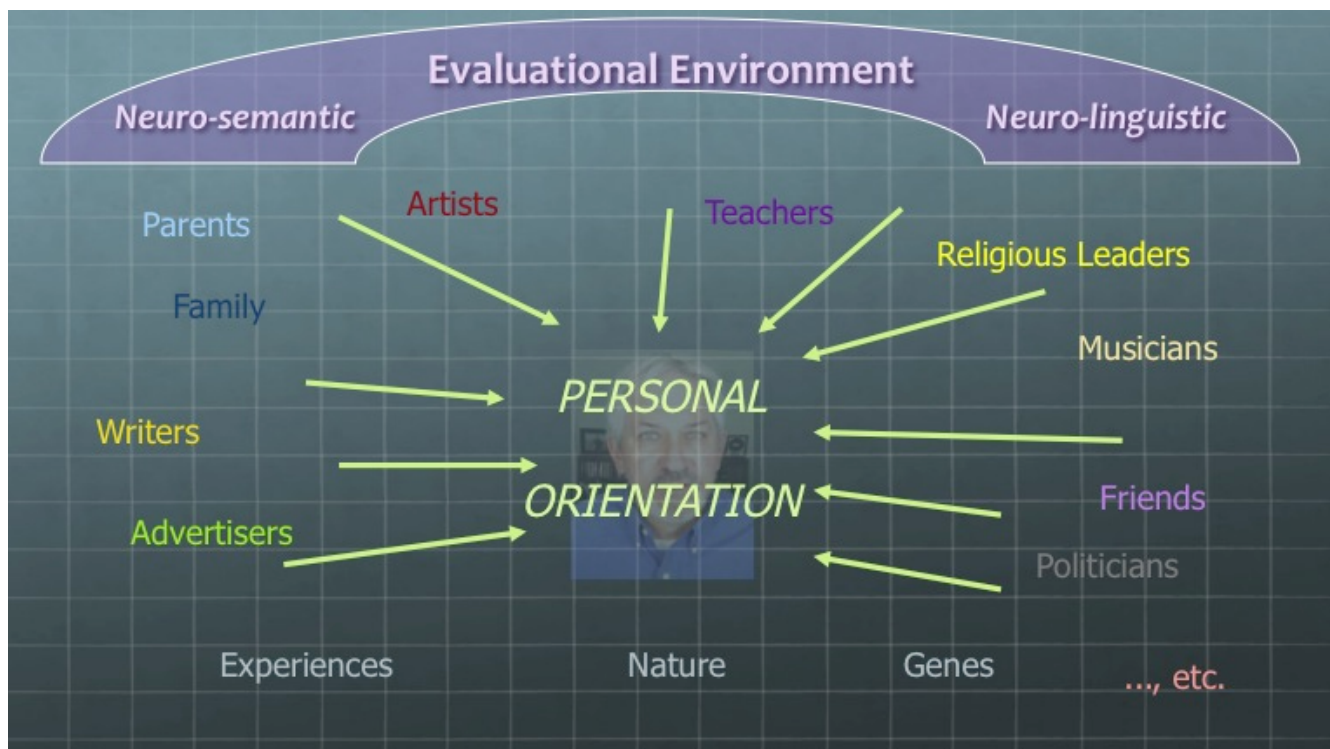 Evaluational Environment
Neuro-semantic
Neuro-linguistic
Artists
Teachers
Parents
Religious Leaders
Family
Musicians
PERSONAL
Writers
ORIENTATION
Friends
Advertisers
Politicians
Experiences
Nature
Genes
..., etc.